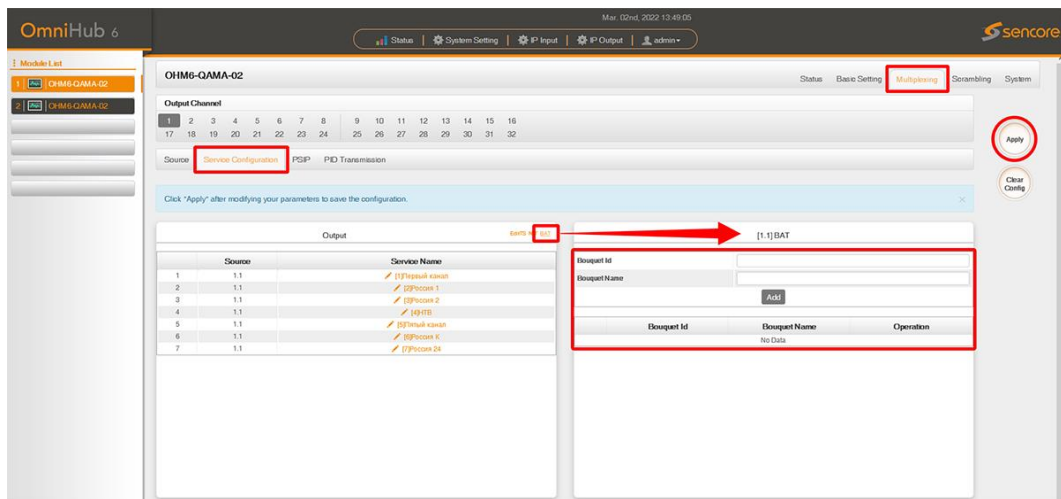 Mar. 02nd, 2022 13:49:05
OmniHub 6
Status | System Setting | IP Input | IP Output | admin
sencore
Module List
1 OHM6-QAMA-02
2 OHM6-QAMA-02
OHM6-QAMA-02
Status Basic Setting Multiplexing Scrambling System
Output Channel
1 2 3 4 5 6 7 8 9 10 11 12 13 14 15 16
17 18 19 20 21 22 23 24 25 26 27 28 29 30 31 32
Apply
Source Service Configuration PSIP PID Transmission
Clear
Config
Click "Apply" after modifying your parameters to save the configuration.
Output BAT
[1.1] BAT
Source Service Name
1 1.1 [1]Первый канал
2 1.1 [2]Россия 1
3 1.1 [3]Россия 2
4 1.1 [4]НТВ
5 1.1 [5]Пятый канал
6 1.1 [6]Россия К
7 1.1 [7]Россия 24
Bouquet Id
Bouquet Name
Add
Bouquet Id Bouquet Name Operation
No Data